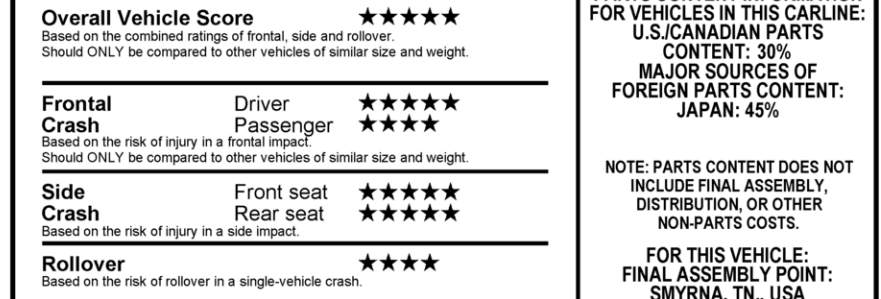 Overall Vehicle Score ★★★★★
Based on the combined ratings of frontal, side and rollover.
Should ONLY be compared to other vehicles of similar size and weight.
Frontal Driver ★★★★★
Crash Passenger ★★★★
Based on the risk of injury in a frontal impact.
Should ONLY be compared to other vehicles of similar size and weight.
Side Front seat ★★★★★
Crash Rear seat ★★★★★
Based on the risk of injury in a side impact.
Rollover ★★★★
Based on the risk of rollover in a single-vehicle crash.
PARTS CONTENT INFORMATION
FOR VEHICLES IN THIS CARLINE:
U.S./CANADIAN PARTS
CONTENT: 30%
MAJOR SOURCES OF
FOREIGN PARTS CONTENT:
JAPAN: 45%
NOTE: PARTS CONTENT DOES NOT
INCLUDE FINAL ASSEMBLY,
DISTRIBUTION, OR OTHER
NON-PARTS COSTS.
FOR THIS VEHICLE:
FINAL ASSEMBLY POINT:
SMYRNA, TN., USA